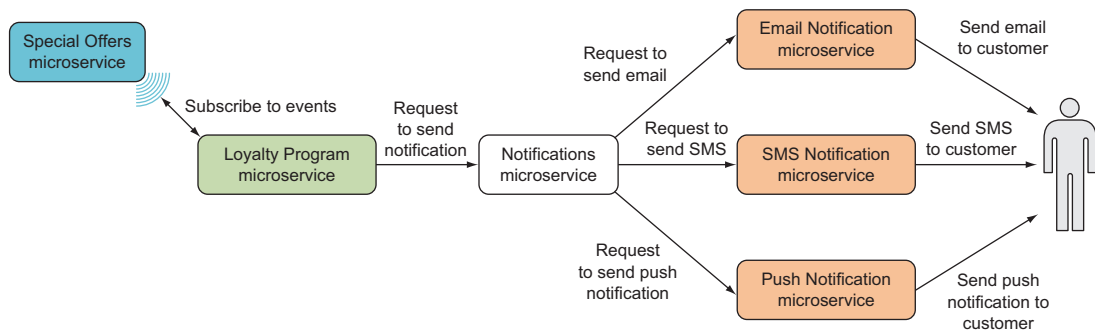 Special Offers
microservice
Subscribe to events
Loyalty Program
microservice
Request
to send
notification
Notifications
microservice
Request to
send email
Email Notification
microservice
Send email
to customer
Request to
send SMS
SMS Notification
microservice
Send SMS
to customer
Request
to send push
notification
Push Notification
microservice
Send push
notification to
customer